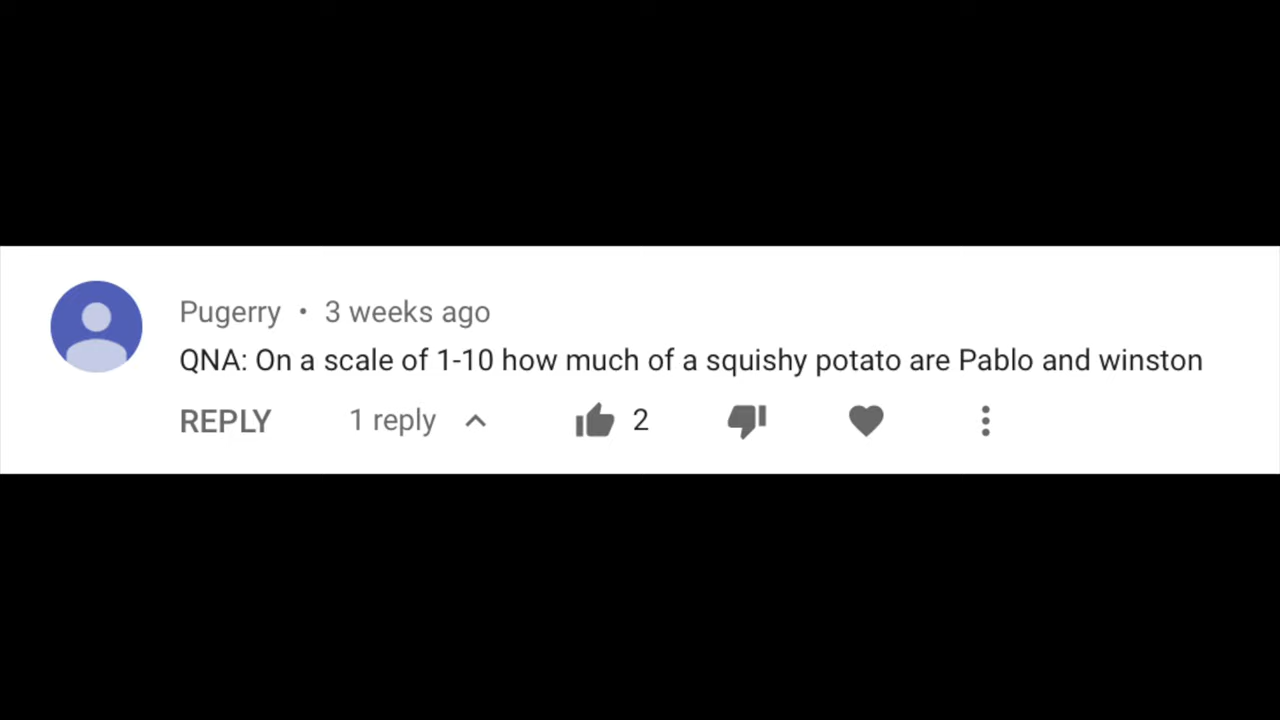 Pugerry • 3 weeks ago
QNA: On a scale of 1-10 how much of a squishy potato are Pablo and winston
REPLY 1 reply 2